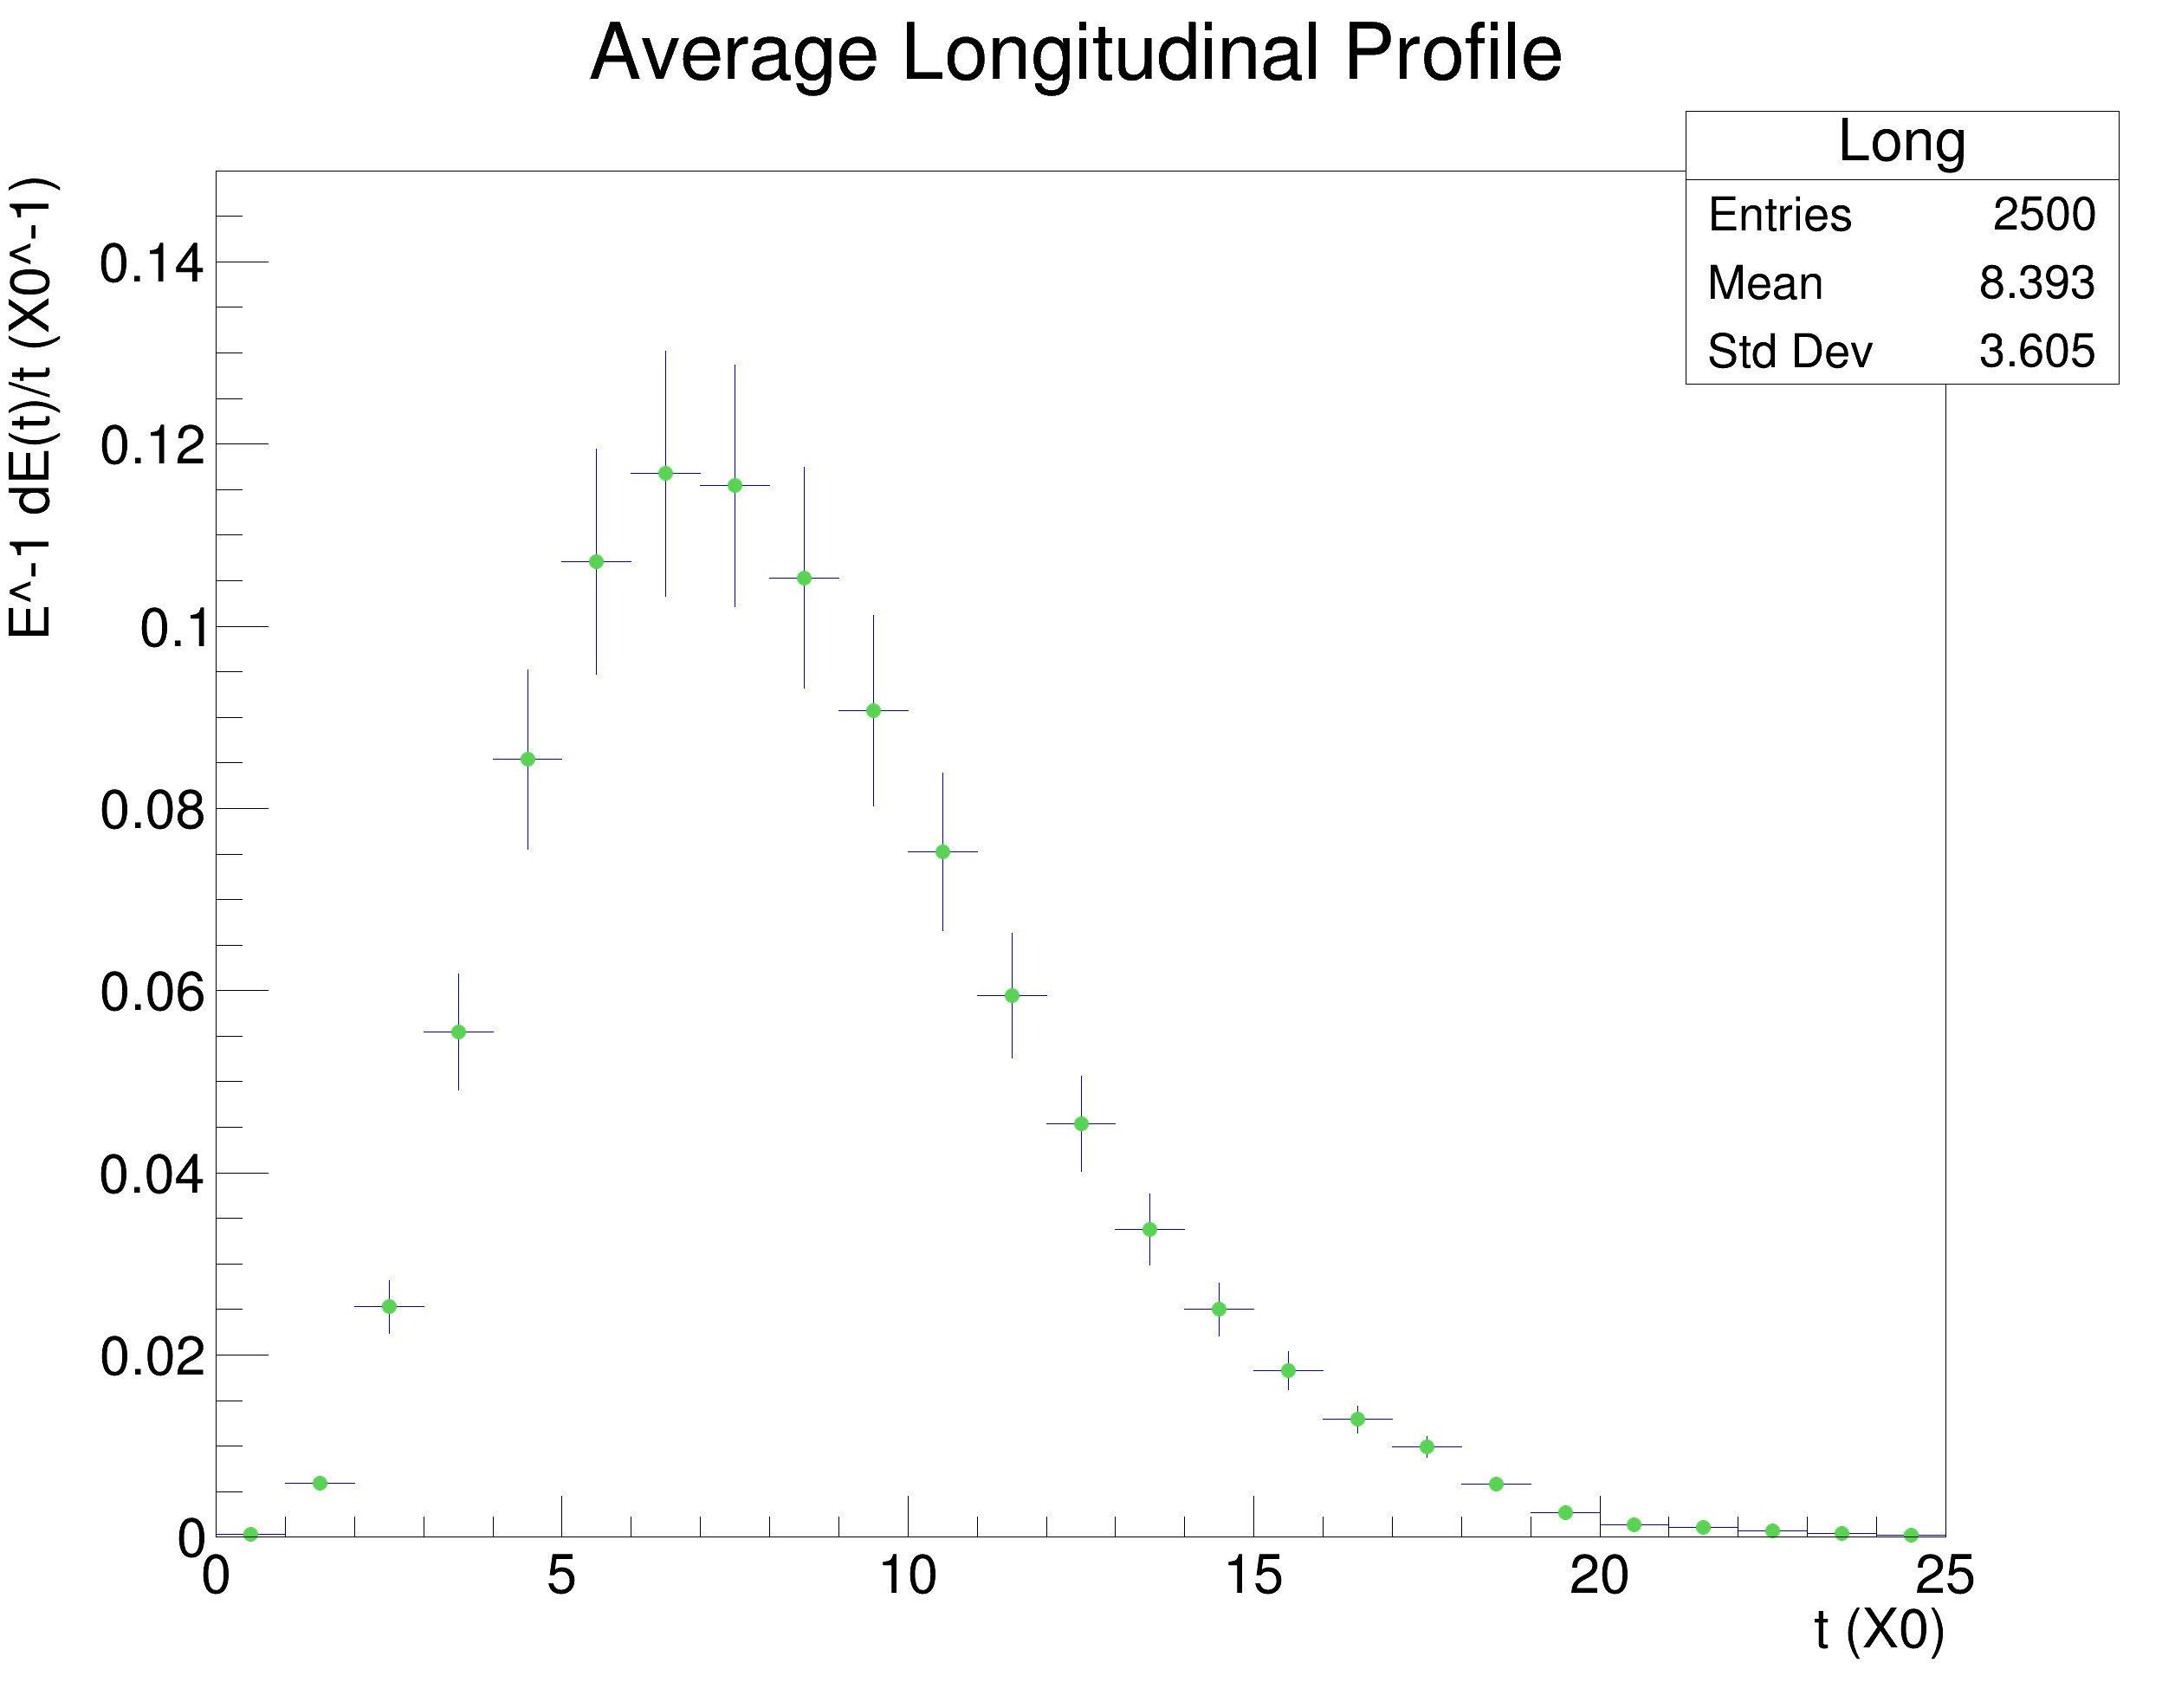 Average Longitudinal Profile
Long
Entries 2500
Mean 8.393
Std Dev 3.605
E^-1 dE(t)/t (X0^-1)
0.14
0.12
0.1
0.08
0.06
0.04
0.02
0
0 5 10 15 20 25
t (X0)